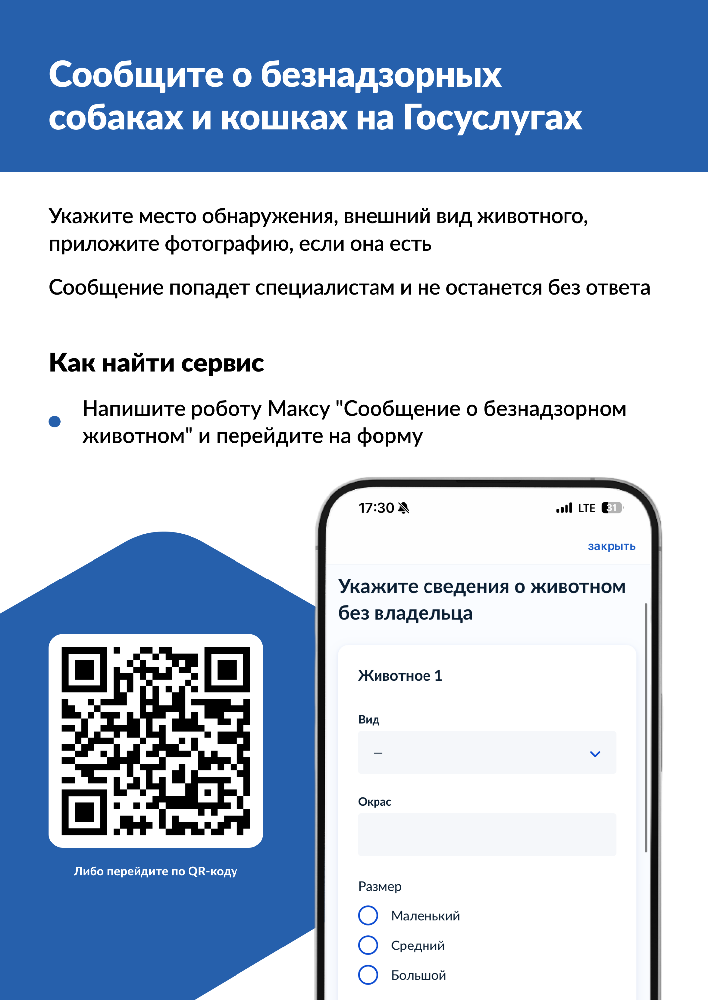 Сообщите о безнадзорных
собаках и кошках на Госуслугах
Укажите место обнаружения, внешний вид животного,
приложите фотографию, если она есть
Сообщение попадет специалистам и не останется без ответа
Как найти сервис
Напишите роботу Максу "Сообщение о безнадзорном
животном" и перейдите на форму
17:30
LTE 31
закрыть
Укажите сведения о животном
без владельца
Животное 1
Вид
—
Окрас
Размер
Маленький
Средний
Большой
Либо перейдите по QR-коду